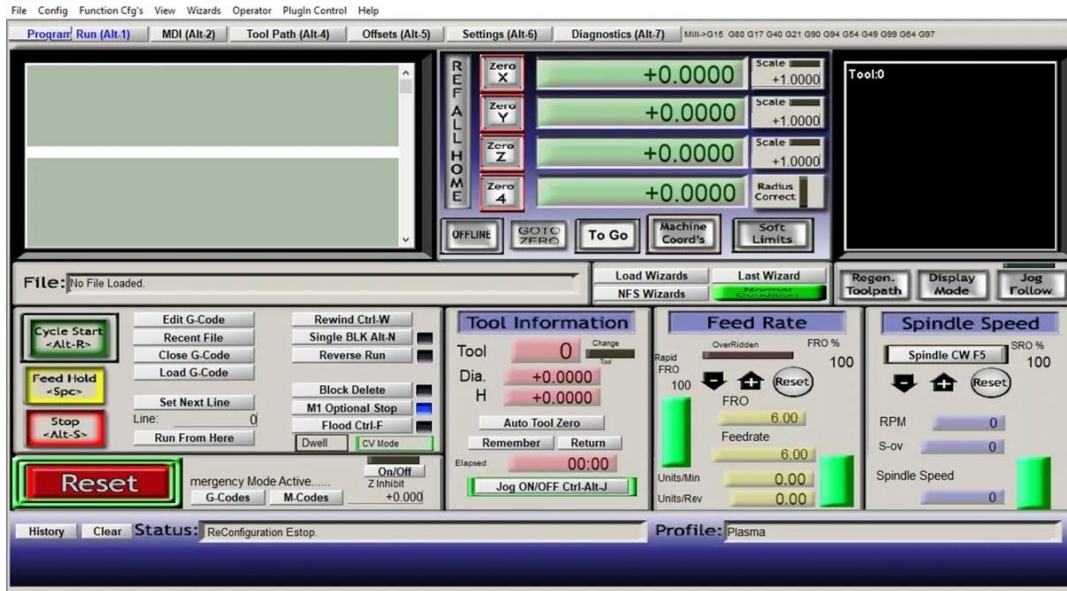 File Config Function Cfg's View Wizards Operator PlugIn Control Help
Program Run (Alt-1) MDI (Alt-2) Tool Path (Alt-4) Offsets (Alt-5) Settings (Alt-6) Diagnostics (Alt-7) Mill->G15 G80 G17 G40 G21 G90 G94 G54 G49 G99 G64 G97
REF ALL HOME
Zero X +0.0000 Scale +1.0000
Zero Y +0.0000 Scale +1.0000
Zero Z +0.0000 Scale +1.0000
Zero 4 +0.0000 Radius Correct
OFFLINE GOTO ZERO To Go Machine Coord's Soft Limits
Tool:0
File: No File Loaded.
Load Wizards Last Wizard
NFS Wizards Normal Condition
Regen. Toolpath Display Mode Jog Follow
Cycle Start <Alt-R>
Feed Hold <Spc>
Stop <Alt-S>
Edit G-Code Rewind Ctrl-W
Recent File Single BLK Alt-N
Close G-Code Reverse Run
Load G-Code
Block Delete
Set Next Line M1 Optional Stop
Line: 0 Flood Ctrl-F
Run From Here Dwell CV Mode
Reset
mergency Mode Active......
G-Codes M-Codes
On/Off
Z Inhibit
+0.000
Tool Information
Tool 0 Change Tool
Dia. +0.0000
H +0.0000
Auto Tool Zero
Remember Return
Elapsed 00:00
Jog ON/OFF Ctrl-Alt-J
Feed Rate
OverRidden FRO %
100
Rapid FRO
100
Reset
FRO
6.00
Feedrate
6.00
Units/Min 0.00
Units/Rev 0.00
Spindle Speed
Spindle CW F5 SRO %
100
Reset
RPM 0
S-ov 0
Spindle Speed
0
History Clear Status: ReConfiguration Estop. Profile: Plasma